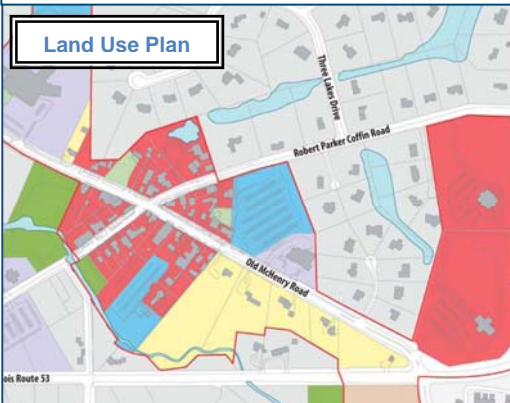 Land Use Plan
Three Lakes Drive
Robert Parker Coffin Road
Old McHenry Road
ois Route 53